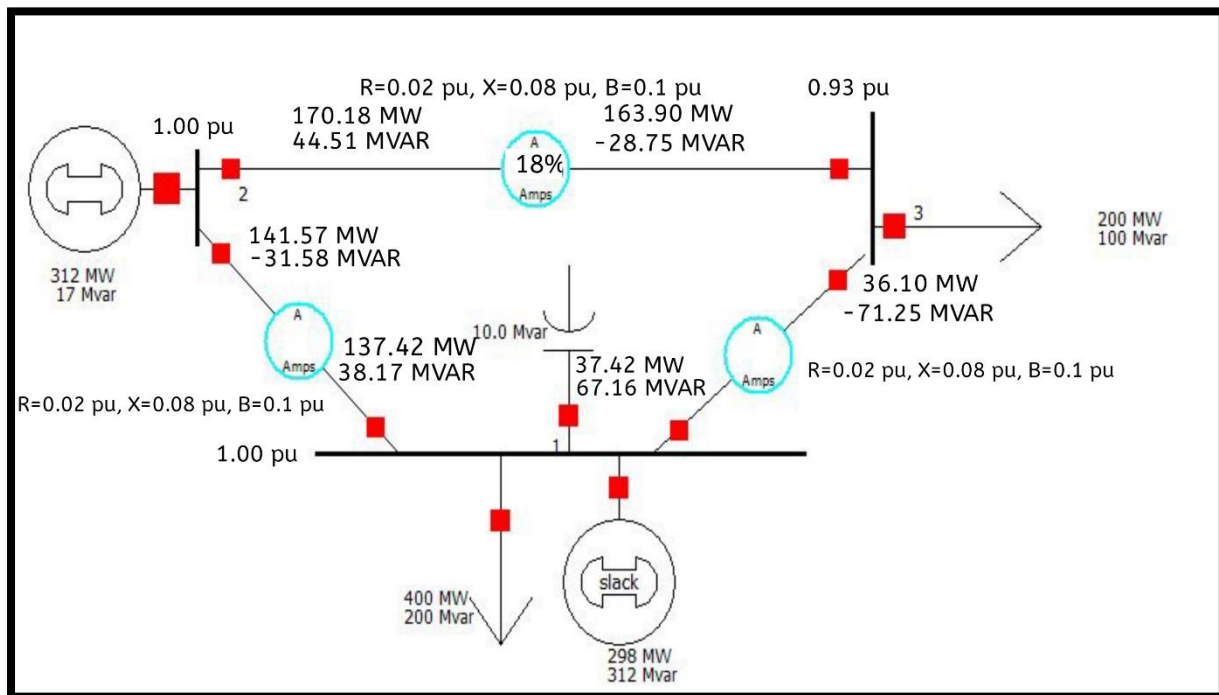 R=0.02 pu, X=0.08 pu, B=0.1 pu
0.93 pu
1.00 pu
170.18 MW
44.51 MVAR
A
18%
Amps
163.90 MW
-28.75 MVAR
2
3
200 MW
100 Mvar
312 MW
17 Mvar
141.57 MW
-31.58 MVAR
36.10 MW
-71.25 MVAR
A
Amps
137.42 MW
38.17 MVAR
10.0 Mvar
37.42 MW
67.16 MVAR
A
Amps
R=0.02 pu, X=0.08 pu, B=0.1 pu
R=0.02 pu, X=0.08 pu, B=0.1 pu
1.00 pu
1
400 MW
200 Mvar
slack
298 MW
312 Mvar